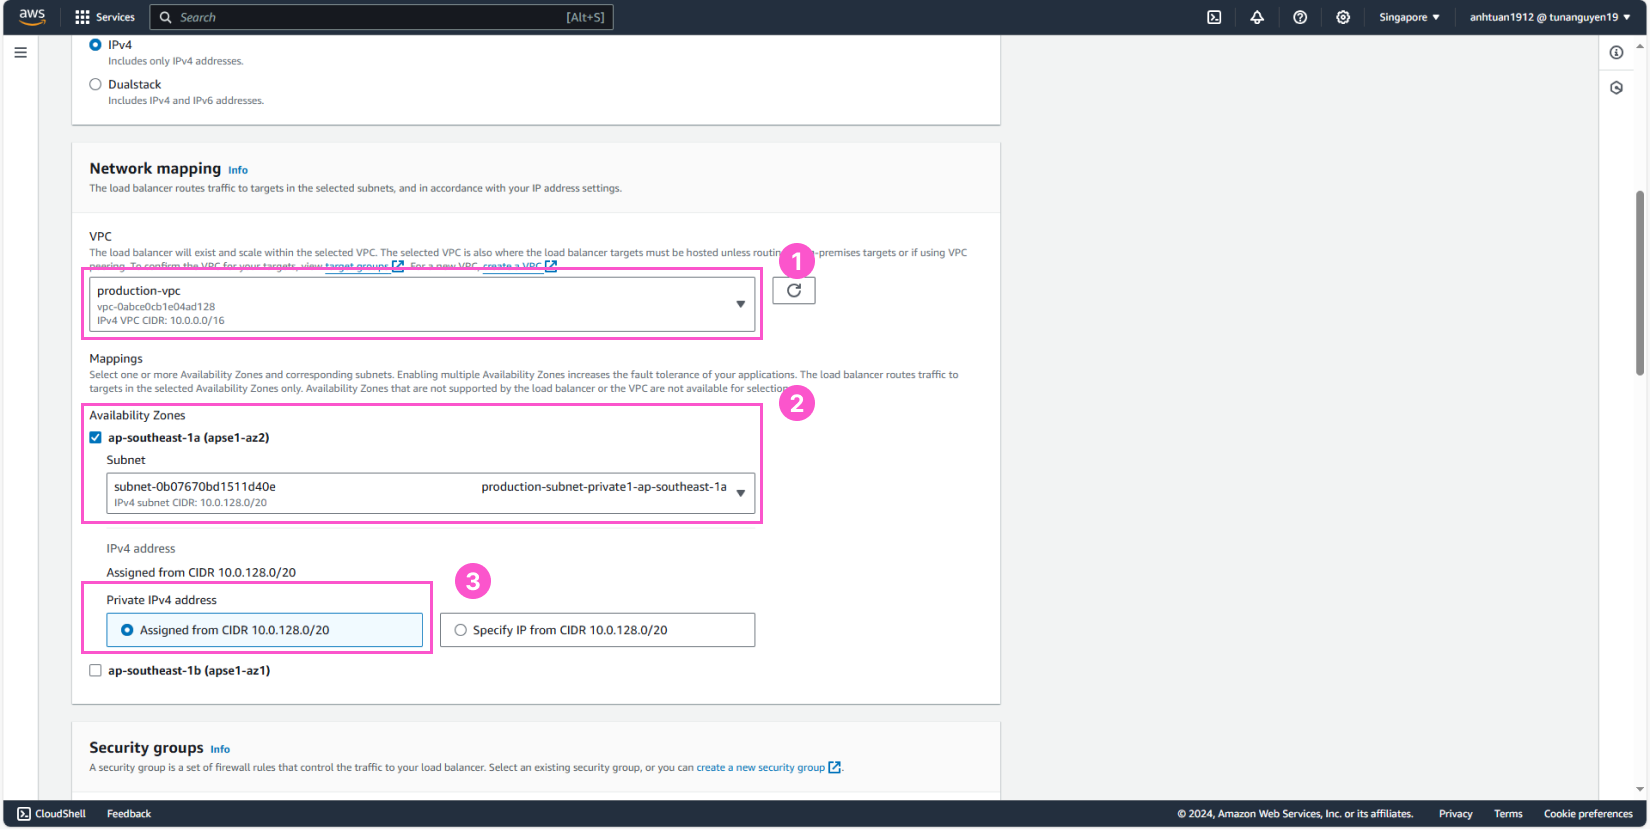 aws
Services
Search
[Alt+S]
Singapore
anhtuan1912 @ tunanguyen19
IPv4
Includes only IPv4 addresses.
Dualstack
Includes IPv4 and IPv6 addresses.
Network mapping Info
The load balancer routes traffic to targets in the selected subnets, and in accordance with your IP address settings.
VPC
The load balancer will exist and scale within the selected VPC. The selected VPC is also where the load balancer targets must be hosted unless routin -premises targets or if using VPC
peering. To confirm the VPC for your targets, view target groups. For a new VPC, create a VPC
1
production-vpc
vpc-0abce0cb1e04ad128
IPv4 VPC CIDR: 10.0.0.0/16
Mappings
Select one or more Availability Zones and corresponding subnets. Enabling multiple Availability Zones increases the fault tolerance of your applications. The load balancer routes traffic to
targets in the selected Availability Zones only. Availability Zones that are not supported by the load balancer or the VPC are not available for selection
2
Availability Zones
ap-southeast-1a (apse1-az2)
Subnet
subnet-0b07670bd1511d40e production-subnet-private1-ap-southeast-1a
IPv4 subnet CIDR: 10.0.128.0/20
IPv4 address
Assigned from CIDR 10.0.128.0/20
3
Private IPv4 address
Assigned from CIDR 10.0.128.0/20
Specify IP from CIDR 10.0.128.0/20
ap-southeast-1b (apse1-az1)
Security groups Info
A security group is a set of firewall rules that control the traffic to your load balancer. Select an existing security group, or you can create a new security group.
CloudShell
Feedback
© 2024, Amazon Web Services, Inc. or its affiliates.
Privacy
Terms
Cookie preferences